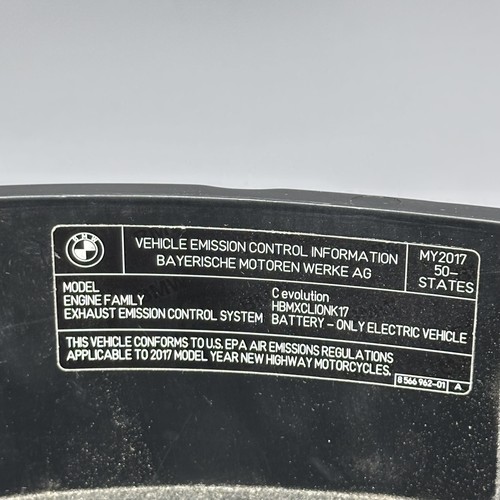 BMW
VEHICLE EMISSION CONTROL INFORMATION
BAYERISCHE MOTOREN WERKE AG
MY2017
50-
STATES
MODEL C evolution
ENGINE FAMILY HBMXCLIONK17
EXHAUST EMISSION CONTROL SYSTEM BATTERY - ONLY ELECTRIC VEHICLE
THIS VEHICLE CONFORMS TO U.S. EPA AIR EMISSIONS REGULATIONS
APPLICABLE TO 2017 MODEL YEAR NEW HIGHWAY MOTORCYCLES.
8 566 962-01 A